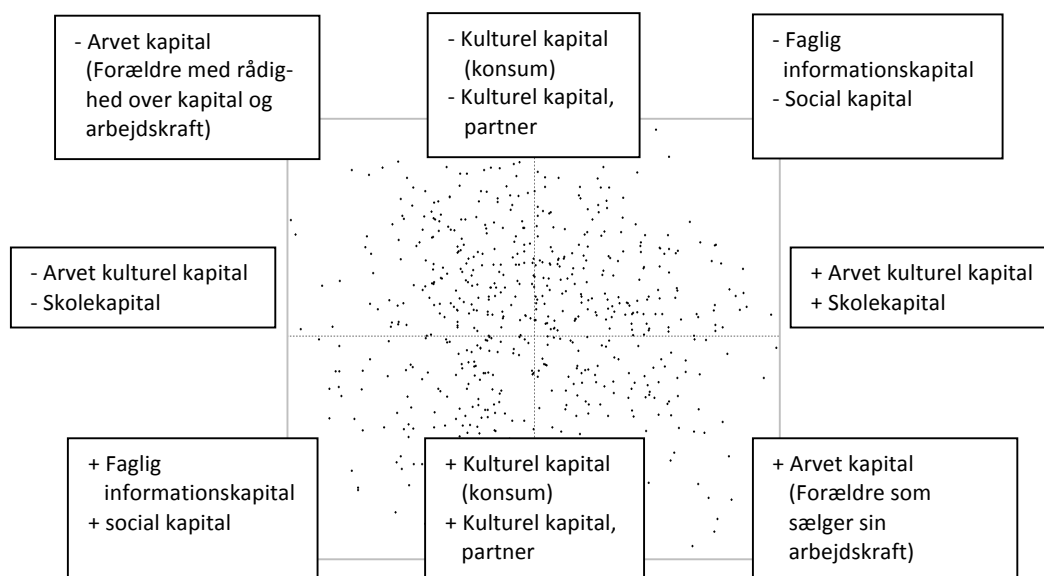 - Arvet kapital
(Forældre med rådig-
hed over kapital og
arbejdskraft)
- Kulturel kapital
(konsum)
- Kulturel kapital,
partner
- Faglig
informationskapital
- Social kapital
- Arvet kulturel kapital
- Skolekapital
+ Arvet kulturel kapital
+ Skolekapital
+ Faglig
informationskapital
+ social kapital
+ Kulturel kapital
(konsum)
+ Kulturel kapital,
partner
+ Arvet kapital
(Forældre som
sælger sin
arbejdskraft)